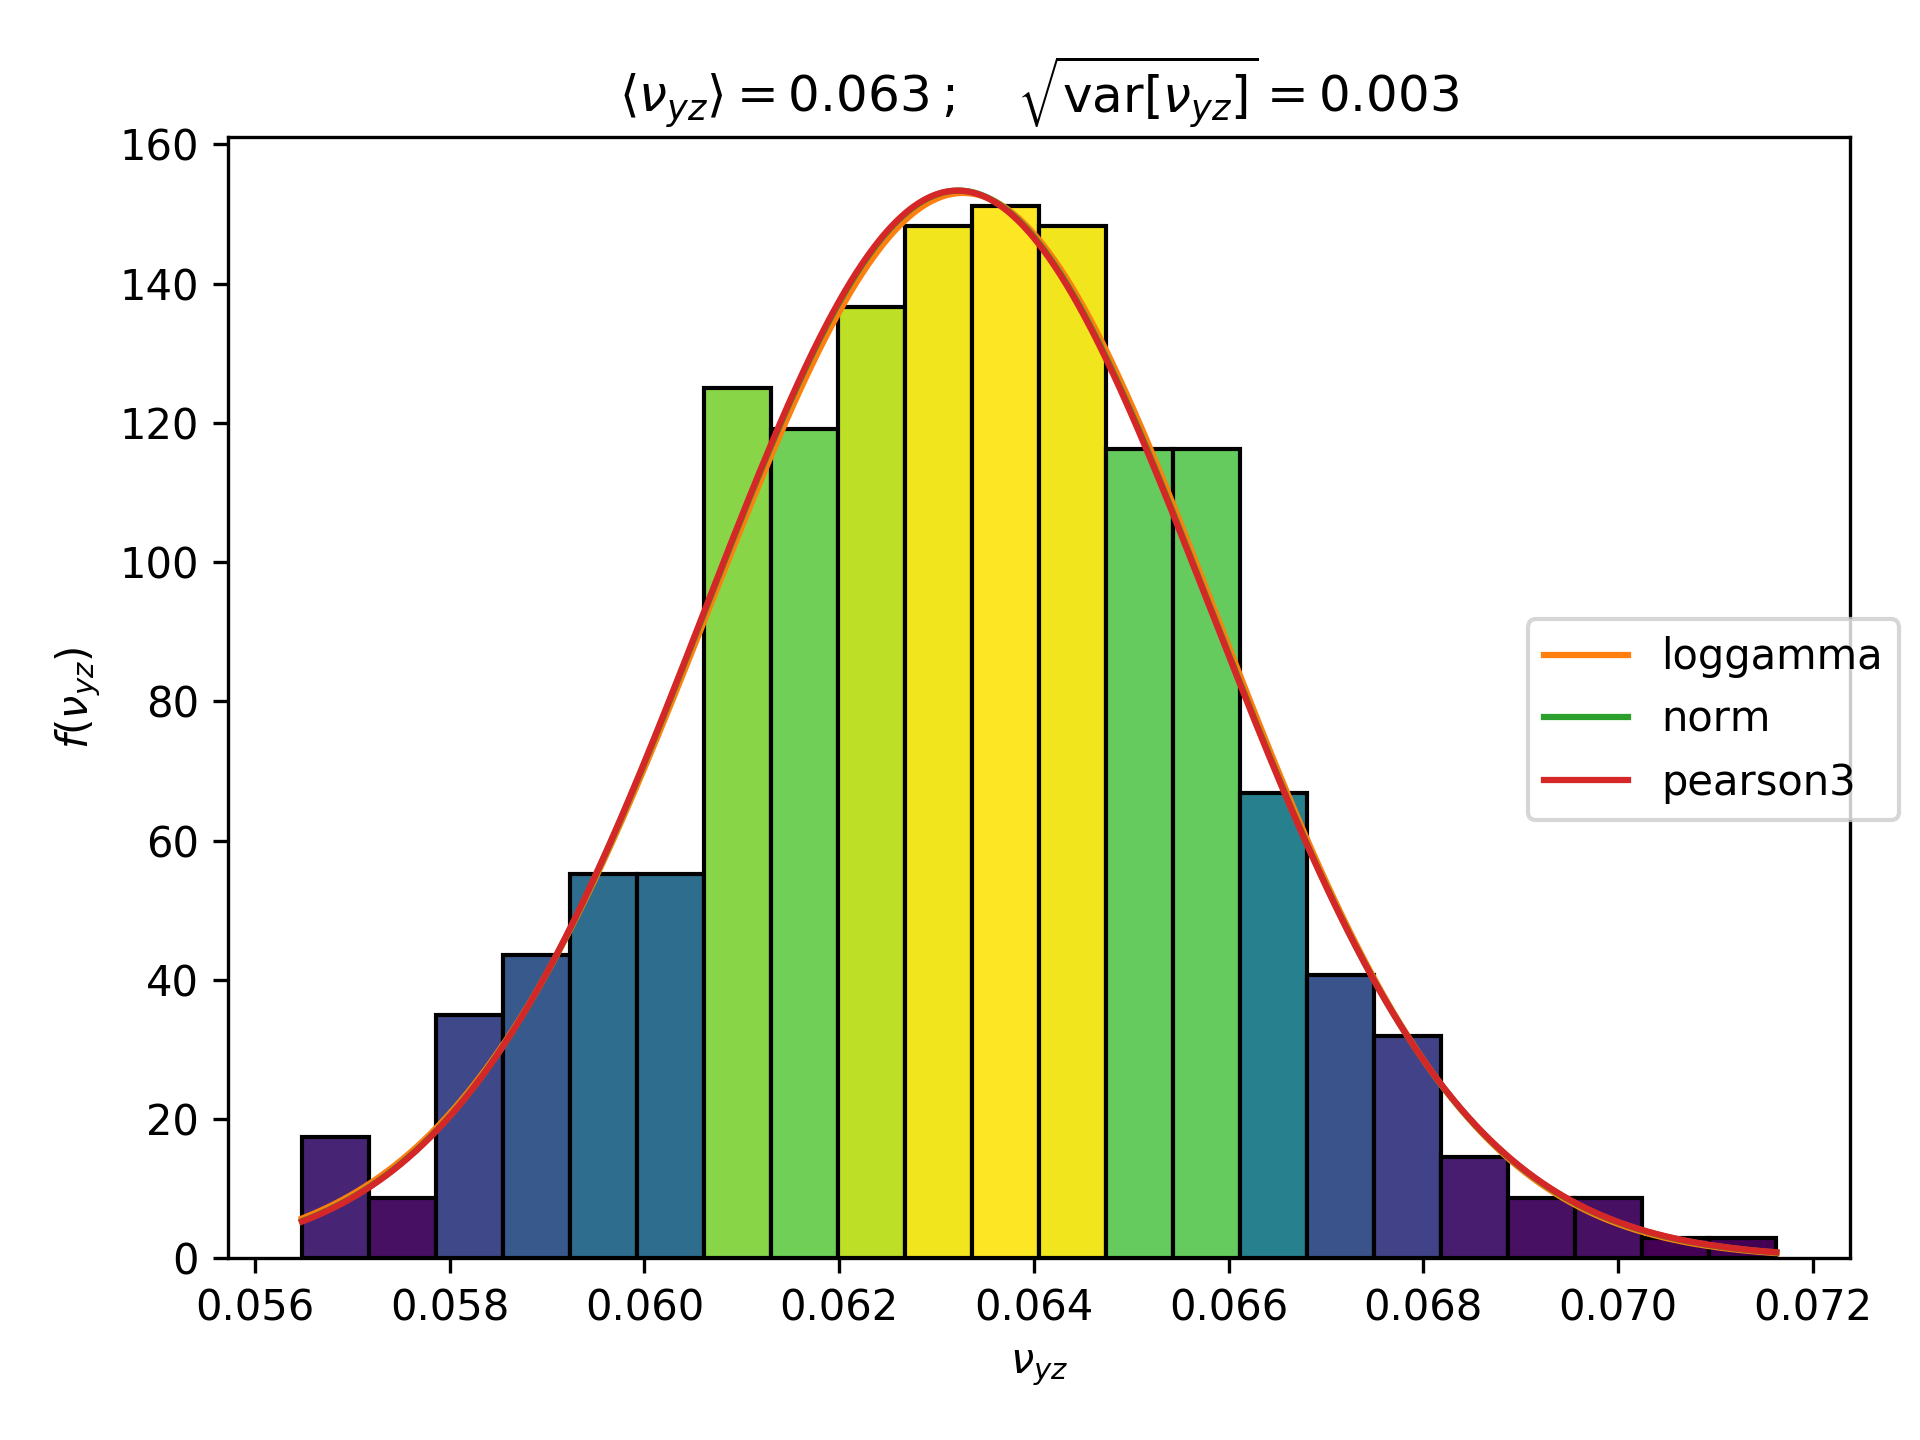 ⟨ν_yz⟩ = 0.063 ; √var[ν_yz] = 0.003
160
140
120
100
80
60
40
20
0
f(ν_yz)
loggamma
norm
pearson3
0.056 0.058 0.060 0.062 0.064 0.066 0.068 0.070 0.072
ν_yz